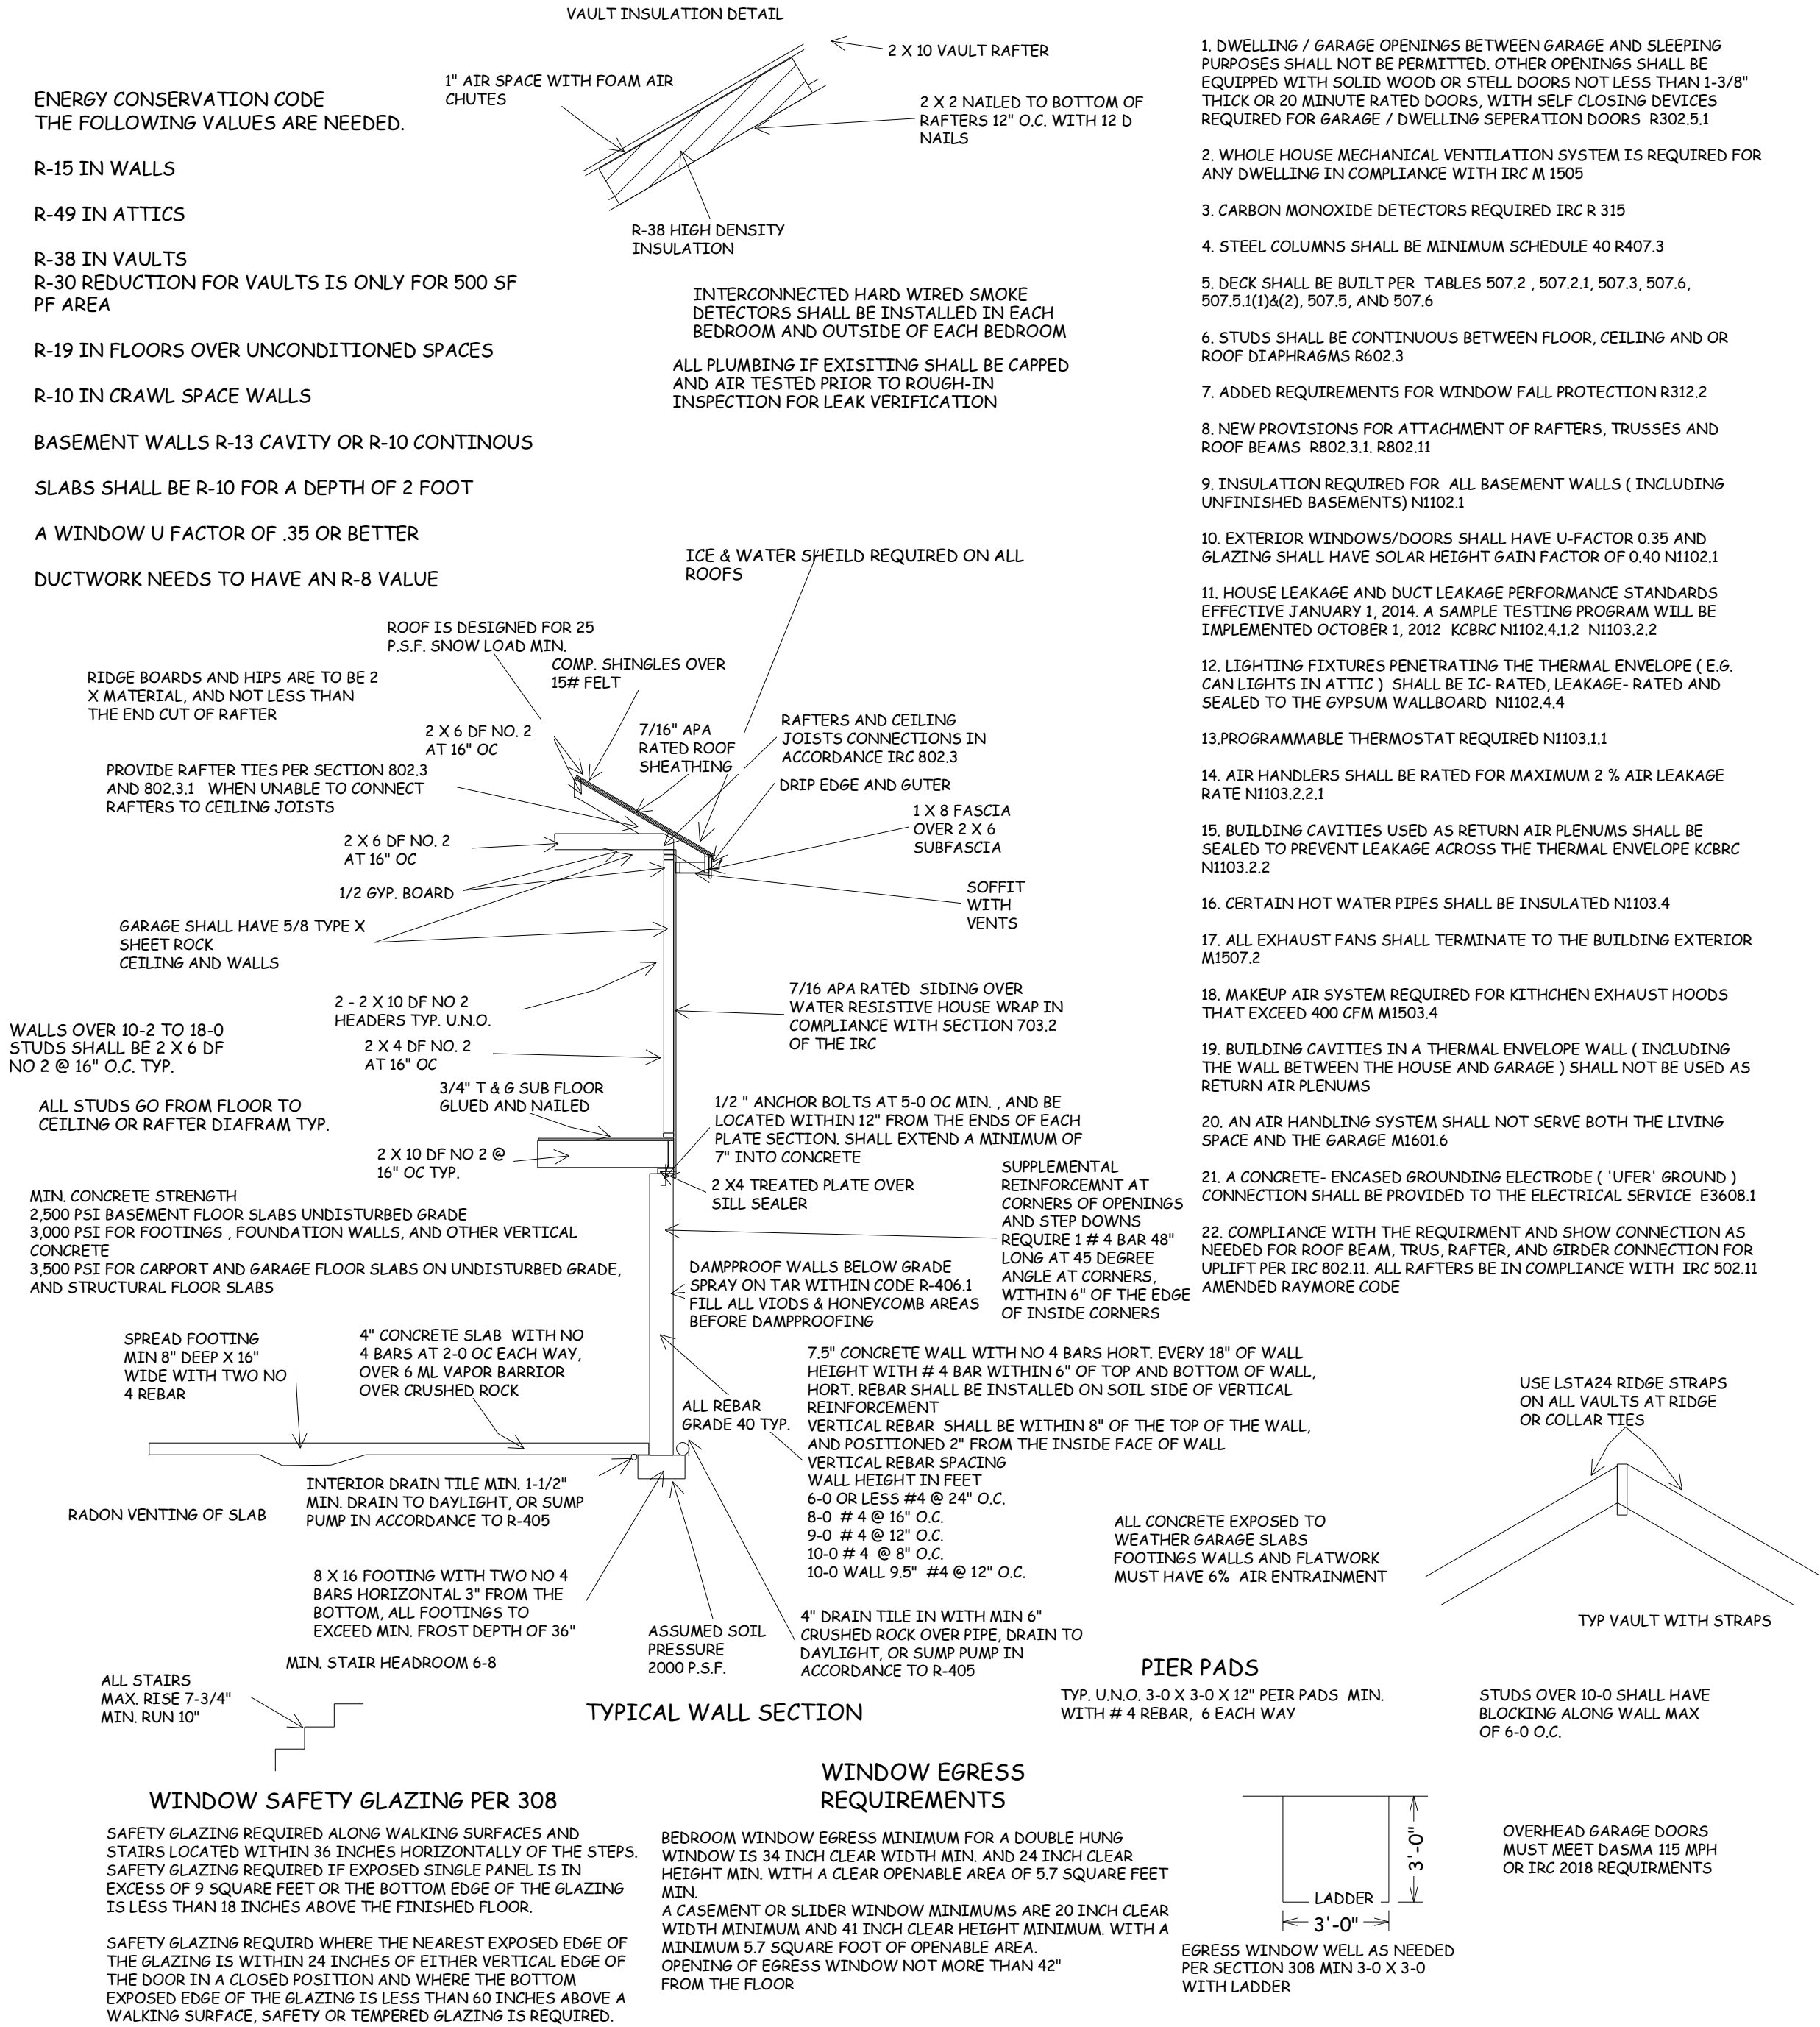 VAULT INSULATION DETAIL
2 X 10 VAULT RAFTER
1" AIR SPACE WITH FOAM AIR
CHUTES
2 X 2 NAILED TO BOTTOM OF
RAFTERS 12" O.C. WITH 12 D
NAILS
R-38 HIGH DENSITY
INSULATION
ENERGY CONSERVATION CODE
THE FOLLOWING VALUES ARE NEEDED.
R-15 IN WALLS
R-49 IN ATTICS
R-38 IN VAULTS
R-30 REDUCTION FOR VAULTS IS ONLY FOR 500 SF
PF AREA
R-19 IN FLOORS OVER UNCONDITIONED SPACES
R-10 IN CRAWL SPACE WALLS
BASEMENT WALLS R-13 CAVITY OR R-10 CONTINOUS
SLABS SHALL BE R-10 FOR A DEPTH OF 2 FOOT
A WINDOW U FACTOR OF .35 OR BETTER
DUCTWORK NEEDS TO HAVE AN R-8 VALUE
INTERCONNECTED HARD WIRED SMOKE
DETECTORS SHALL BE INSTALLED IN EACH
BEDROOM AND OUTSIDE OF EACH BEDROOM
ALL PLUMBING IF EXISITING SHALL BE CAPPED
AND AIR TESTED PRIOR TO ROUGH-IN
INSPECTION FOR LEAK VERIFICATION
1. DWELLING / GARAGE OPENINGS BETWEEN GARAGE AND SLEEPING
PURPOSES SHALL NOT BE PERMITTED. OTHER OPENINGS SHALL BE
EQUIPPED WITH SOLID WOOD OR STELL DOORS NOT LESS THAN 1-3/8"
THICK OR 20 MINUTE RATED DOORS, WITH SELF CLOSING DEVICES
REQUIRED FOR GARAGE / DWELLING SEPERATION DOORS R302.5.1
2. WHOLE HOUSE MECHANICAL VENTILATION SYSTEM IS REQUIRED FOR
ANY DWELLING IN COMPLIANCE WITH IRC M 1505
3. CARBON MONOXIDE DETECTORS REQUIRED IRC R 315
4. STEEL COLUMNS SHALL BE MINIMUM SCHEDULE 40 R407.3
5. DECK SHALL BE BUILT PER TABLES 507.2 , 507.2.1, 507.3, 507.6,
507.5.1(1)&(2), 507.5, AND 507.6
6. STUDS SHALL BE CONTINUOUS BETWEEN FLOOR, CEILING AND OR
ROOF DIAPHRAGMS R602.3
7. ADDED REQUIREMENTS FOR WINDOW FALL PROTECTION R312.2
8. NEW PROVISIONS FOR ATTACHMENT OF RAFTERS, TRUSSES AND
ROOF BEAMS R802.3.1. R802.11
9. INSULATION REQUIRED FOR ALL BASEMENT WALLS ( INCLUDING
UNFINISHED BASEMENTS) N1102.1
10. EXTERIOR WINDOWS/DOORS SHALL HAVE U-FACTOR 0.35 AND
GLAZING SHALL HAVE SOLAR HEIGHT GAIN FACTOR OF 0.40 N1102.1
11. HOUSE LEAKAGE AND DUCT LEAKAGE PERFORMANCE STANDARDS
EFFECTIVE JANUARY 1, 2014. A SAMPLE TESTING PROGRAM WILL BE
IMPLEMENTED OCTOBER 1, 2012 KCBRC N1102.4.1.2 N1103.2.2
12. LIGHTING FIXTURES PENETRATING THE THERMAL ENVELOPE ( E.G.
CAN LIGHTS IN ATTIC ) SHALL BE IC- RATED, LEAKAGE- RATED AND
SEALED TO THE GYPSUM WALLBOARD N1102.4.4
13.PROGRAMMABLE THERMOSTAT REQUIRED N1103.1.1
14. AIR HANDLERS SHALL BE RATED FOR MAXIMUM 2 % AIR LEAKAGE
RATE N1103.2.2.1
15. BUILDING CAVITIES USED AS RETURN AIR PLENUMS SHALL BE
SEALED TO PREVENT LEAKAGE ACROSS THE THERMAL ENVELOPE KCBRC
N1103.2.2
16. CERTAIN HOT WATER PIPES SHALL BE INSULATED N1103.4
17. ALL EXHAUST FANS SHALL TERMINATE TO THE BUILDING EXTERIOR
M1507.2
18. MAKEUP AIR SYSTEM REQUIRED FOR KITHCHEN EXHAUST HOODS
THAT EXCEED 400 CFM M1503.4
19. BUILDING CAVITIES IN A THERMAL ENVELOPE WALL ( INCLUDING
THE WALL BETWEEN THE HOUSE AND GARAGE ) SHALL NOT BE USED AS
RETURN AIR PLENUMS
20. AN AIR HANDLING SYSTEM SHALL NOT SERVE BOTH THE LIVING
SPACE AND THE GARAGE M1601.6
21. A CONCRETE- ENCASED GROUNDING ELECTRODE ( 'UFER' GROUND )
CONNECTION SHALL BE PROVIDED TO THE ELECTRICAL SERVICE E3608.1
22. COMPLIANCE WITH THE REQUIRMENT AND SHOW CONNECTION AS
NEEDED FOR ROOF BEAM, TRUS, RAFTER, AND GIRDER CONNECTION FOR
UPLIFT PER IRC 802.11. ALL RAFTERS BE IN COMPLIANCE WITH IRC 502.11
AMENDED RAYMORE CODE
ICE & WATER SHEILD REQUIRED ON ALL
ROOFS
ROOF IS DESIGNED FOR 25
P.S.F. SNOW LOAD MIN.
COMP. SHINGLES OVER
15# FELT
RIDGE BOARDS AND HIPS ARE TO BE 2
X MATERIAL, AND NOT LESS THAN
THE END CUT OF RAFTER
2 X 6 DF NO. 2
AT 16" OC
7/16" APA
RATED ROOF
SHEATHING
RAFTERS AND CEILING
JOISTS CONNECTIONS IN
ACCORDANCE IRC 802.3
PROVIDE RAFTER TIES PER SECTION 802.3
AND 802.3.1 WHEN UNABLE TO CONNECT
RAFTERS TO CEILING JOISTS
DRIP EDGE AND GUTER
1 X 8 FASCIA
OVER 2 X 6
SUBFASCIA
2 X 6 DF NO. 2
AT 16" OC
1/2 GYP. BOARD
SOFFIT
WITH
VENTS
GARAGE SHALL HAVE 5/8 TYPE X
SHEET ROCK
CEILING AND WALLS
2 - 2 X 10 DF NO 2
HEADERS TYP. U.N.O.
7/16 APA RATED SIDING OVER
WATER RESISTIVE HOUSE WRAP IN
COMPLIANCE WITH SECTION 703.2
OF THE IRC
WALLS OVER 10-2 TO 18-0
STUDS SHALL BE 2 X 6 DF
NO 2 @ 16" O.C. TYP.
2 X 4 DF NO. 2
AT 16" OC
3/4" T & G SUB FLOOR
GLUED AND NAILED
ALL STUDS GO FROM FLOOR TO
CEILING OR RAFTER DIAFRAM TYP.
1/2 " ANCHOR BOLTS AT 5-0 OC MIN. , AND BE
LOCATED WITHIN 12" FROM THE ENDS OF EACH
PLATE SECTION. SHALL EXTEND A MINIMUM OF
7" INTO CONCRETE
2 X 10 DF NO 2 @
16" OC TYP.
2 X4 TREATED PLATE OVER
SILL SEALER
SUPPLEMENTAL
REINFORCEMNT AT
CORNERS OF OPENINGS
AND STEP DOWNS
REQUIRE 1 # 4 BAR 48"
LONG AT 45 DEGREE
ANGLE AT CORNERS,
WITHIN 6" OF THE EDGE
OF INSIDE CORNERS
MIN. CONCRETE STRENGTH
2,500 PSI BASEMENT FLOOR SLABS UNDISTURBED GRADE
3,000 PSI FOR FOOTINGS , FOUNDATION WALLS, AND OTHER VERTICAL
CONCRETE
3,500 PSI FOR CARPORT AND GARAGE FLOOR SLABS ON UNDISTURBED GRADE,
AND STRUCTURAL FLOOR SLABS
DAMPPROOF WALLS BELOW GRADE
SPRAY ON TAR WITHIN CODE R-406.1
FILL ALL VIODS & HONEYCOMB AREAS
BEFORE DAMPPROOFING
SPREAD FOOTING
MIN 8" DEEP X 16"
WIDE WITH TWO NO
4 REBAR
4" CONCRETE SLAB WITH NO
4 BARS AT 2-0 OC EACH WAY,
OVER 6 ML VAPOR BARRIER
OVER CRUSHED ROCK
ALL REBAR
GRADE 40 TYP.
7.5" CONCRETE WALL WITH NO 4 BARS HORT. EVERY 18" OF WALL
HEIGHT WITH # 4 BAR WITHIN 6" OF TOP AND BOTTOM OF WALL,
HORT. REBAR SHALL BE INSTALLED ON SOIL SIDE OF VERTICAL
REINFORCEMENT
VERTICAL REBAR SHALL BE WITHIN 8" OF THE TOP OF THE WALL,
AND POSITIONED 2" FROM THE INSIDE FACE OF WALL
VERTICAL REBAR SPACING
WALL HEIGHT IN FEET
6-0 OR LESS #4 @ 24" O.C.
8-0 # 4 @ 16" O.C.
9-0 # 4 @ 12" O.C.
10-0 # 4 @ 8" O.C.
10-0 WALL 9.5" #4 @ 12" O.C.
USE LSTA24 RIDGE STRAPS
ON ALL VAULTS AT RIDGE
OR COLLAR TIES
INTERIOR DRAIN TILE MIN. 1-1/2"
MIN. DRAIN TO DAYLIGHT, OR SUMP
PUMP IN ACCORDANCE TO R-405
RADON VENTING OF SLAB
ALL CONCRETE EXPOSED TO
WEATHER GARAGE SLABS
FOOTINGS WALLS AND FLATWORK
MUST HAVE 6% AIR ENTRAINMENT
8 X 16 FOOTING WITH TWO NO 4
BARS HORIZONTAL 3" FROM THE
BOTTOM, ALL FOOTINGS TO
EXCEED MIN. FROST DEPTH OF 36"
ASSUMED SOIL
PRESSURE
2000 P.S.F.
4" DRAIN TILE IN WITH MIN 6"
CRUSHED ROCK OVER PIPE, DRAIN TO
DAYLIGHT, OR SUMP PUMP IN
ACCORDANCE TO R-405
TYP VAULT WITH STRAPS
MIN. STAIR HEADROOM 6-8
ALL STAIRS
MAX. RISE 7-3/4"
MIN. RUN 10"
TYPICAL WALL SECTION
PIER PADS
TYP. U.N.O. 3-0 X 3-0 X 12" PEIR PADS MIN.
WITH # 4 REBAR, 6 EACH WAY
STUDS OVER 10-0 SHALL HAVE
BLOCKING ALONG WALL MAX
OF 6-0 O.C.
WINDOW SAFETY GLAZING PER 308
SAFETY GLAZING REQUIRED ALONG WALKING SURFACES AND
STAIRS LOCATED WITHIN 36 INCHES HORIZONTALLY OF THE STEPS.
SAFETY GLAZING REQUIRED IF EXPOSED SINGLE PANEL IS IN
EXCESS OF 9 SQUARE FEET OR THE BOTTOM EDGE OF THE GLAZING
IS LESS THAN 18 INCHES ABOVE THE FINISHED FLOOR.
SAFETY GLAZING REQUIRD WHERE THE NEAREST EXPOSED EDGE OF
THE GLAZING IS WITHIN 24 INCHES OF EITHER VERTICAL EDGE OF
THE DOOR IN A CLOSED POSITION AND WHERE THE BOTTOM
EXPOSED EDGE OF THE GLAZING IS LESS THAN 60 INCHES ABOVE A
WALKING SURFACE, SAFETY OR TEMPERED GLAZING IS REQUIRED.
WINDOW EGRESS
REQUIREMENTS
BEDROOM WINDOW EGRESS MINIMUM FOR A DOUBLE HUNG
WINDOW IS 34 INCH CLEAR WIDTH MIN. AND 24 INCH CLEAR
HEIGHT MIN. WITH A CLEAR OPENABLE AREA OF 5.7 SQUARE FEET
MIN.
A CASEMENT OR SLIDER WINDOW MINIMUMS ARE 20 INCH CLEAR
WIDTH MINIMUM AND 41 INCH CLEAR HEIGHT MINIMUM. WITH A
MINIMUM 5.7 SQUARE FOOT OF OPENABLE AREA.
OPENING OF EGRESS WINDOW NOT MORE THAN 42"
FROM THE FLOOR
3'-0"
LADDER
3'-0"
EGRESS WINDOW WELL AS NEEDED
PER SECTION 308 MIN 3-0 X 3-0
WITH LADDER
OVERHEAD GARAGE DOORS
MUST MEET DASMA 115 MPH
OR IRC 2018 REQUIRMENTS